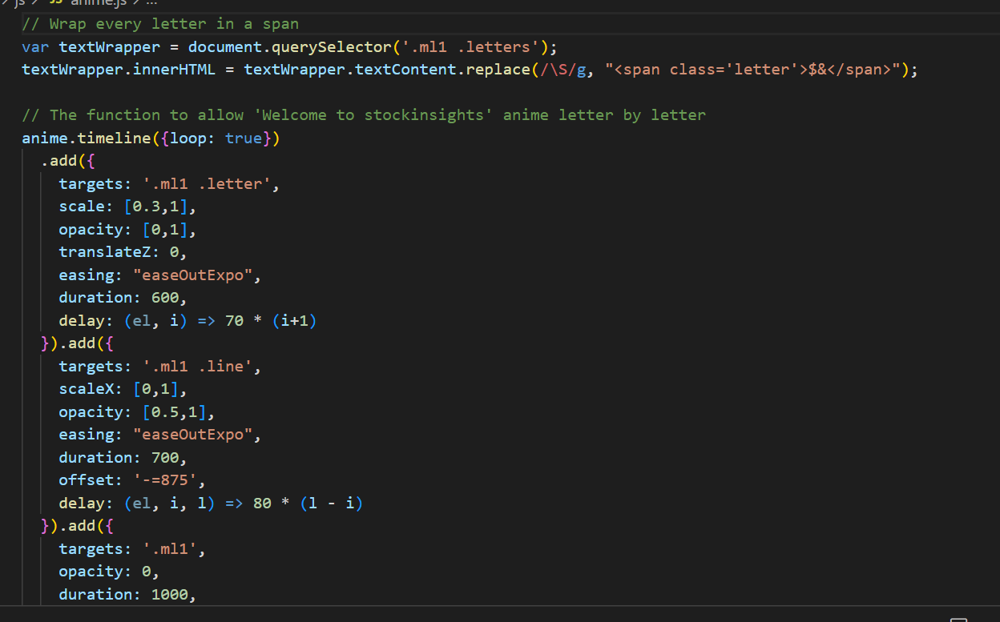 js > JS anime.js > ...
// Wrap every letter in a span
var textWrapper = document.querySelector('.ml1 .letters');
textWrapper.innerHTML = textWrapper.textContent.replace(/\S/g, "<span class='letter'>$&</span>");

// The function to allow 'Welcome to stockinsights' anime letter by letter
anime.timeline({loop: true})
  .add({
    targets: '.ml1 .letter',
    scale: [0.3,1],
    opacity: [0,1],
    translateZ: 0,
    easing: "easeOutExpo",
    duration: 600,
    delay: (el, i) => 70 * (i+1)
  }).add({
    targets: '.ml1 .line',
    scaleX: [0,1],
    opacity: [0.5,1],
    easing: "easeOutExpo",
    duration: 700,
    offset: '-=875',
    delay: (el, i, l) => 80 * (l - i)
  }).add({
    targets: '.ml1',
    opacity: 0,
    duration: 1000,